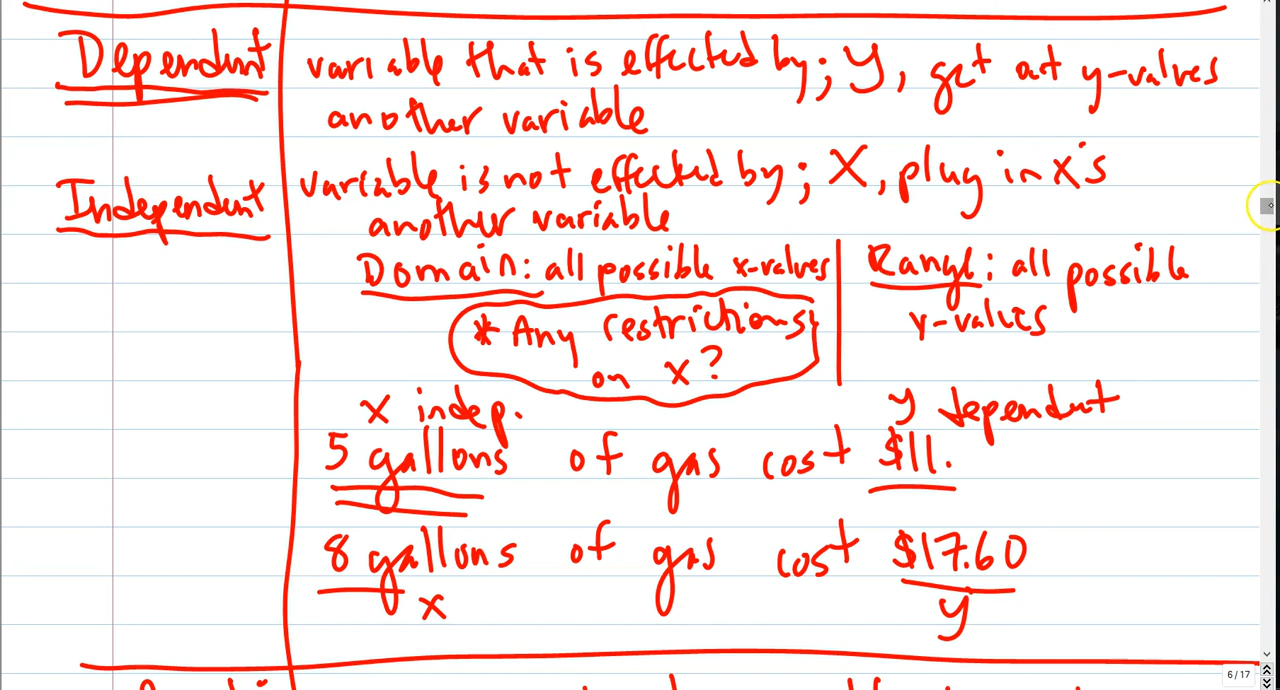 Dependent variable that is effected by; Y, get at y-values
another variable
Independent variable is not effected by; X, plug in x's
another variable
Domain: all possible x-values Range: all possible
y-values
* Any restrictions
on x?
x indep. y dependent
5 gallons of gas cost $11.
8 gallons of gas cost $17.60
x y
6 / 17